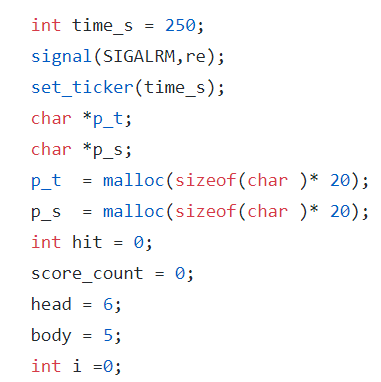 int time_s = 250;
signal(SIGALRM,re);
set_ticker(time_s);
char *p_t;
char *p_s;
p_t  = malloc(sizeof(char )* 20);
p_s  = malloc(sizeof(char )* 20);
int hit = 0;
score_count = 0;
head = 6;
body = 5;
int i =0;